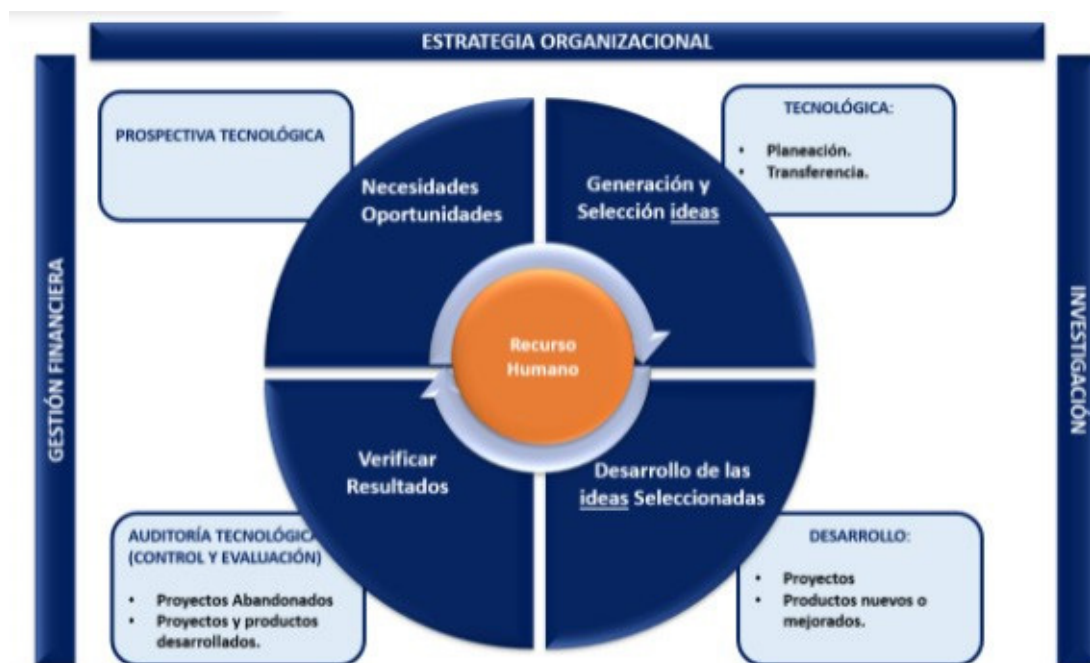 ESTRATEGIA ORGANIZACIONAL
PROSPECTIVA TECNOLÓGICA
TECNOLÓGICA:
• Planeación.
• Transferencia.
Necesidades
Oportunidades
Generación y
Selección ideas
GESTIÓN FINANCIERA
INVESTIGACIÓN
Recurso
Humano
Verificar
Resultados
Desarrollo de las
ideas Seleccionadas
AUDITORÍA TECNOLÓGICA
(CONTROL Y EVALUACIÓN)
• Proyectos Abandonados
• Proyectos y productos
desarrollados.
DESARROLLO:
• Proyectos
• Productos nuevos o
mejorados.